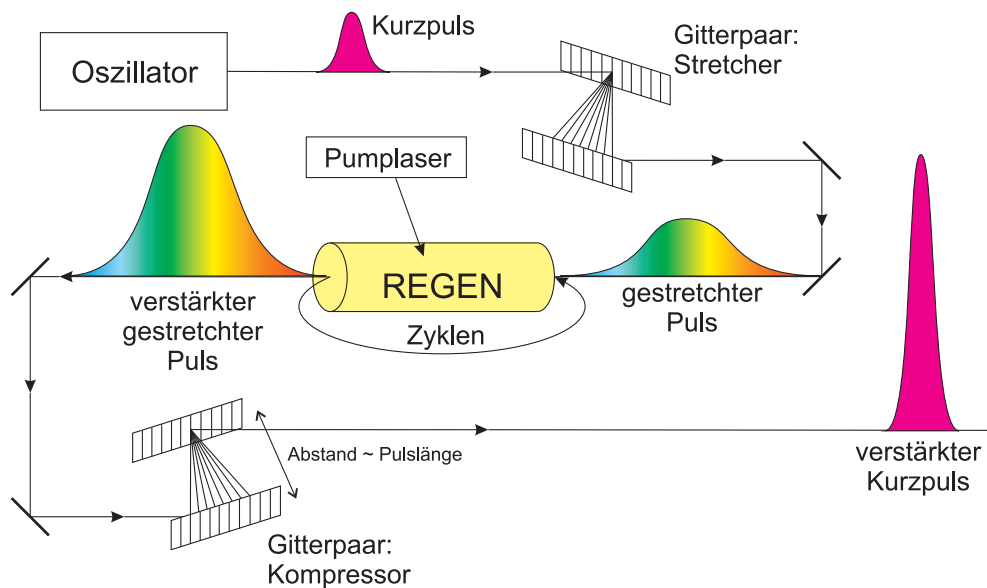 Kurzpuls
Gitterpaar:
Stretcher
Oszillator
Pumplaser
REGEN
Zyklen
gestretchter
Puls
verstärkter
gestretchter
Puls
Abstand ~ Pulslänge
verstärkter
Kurzpuls
Gitterpaar:
Kompressor